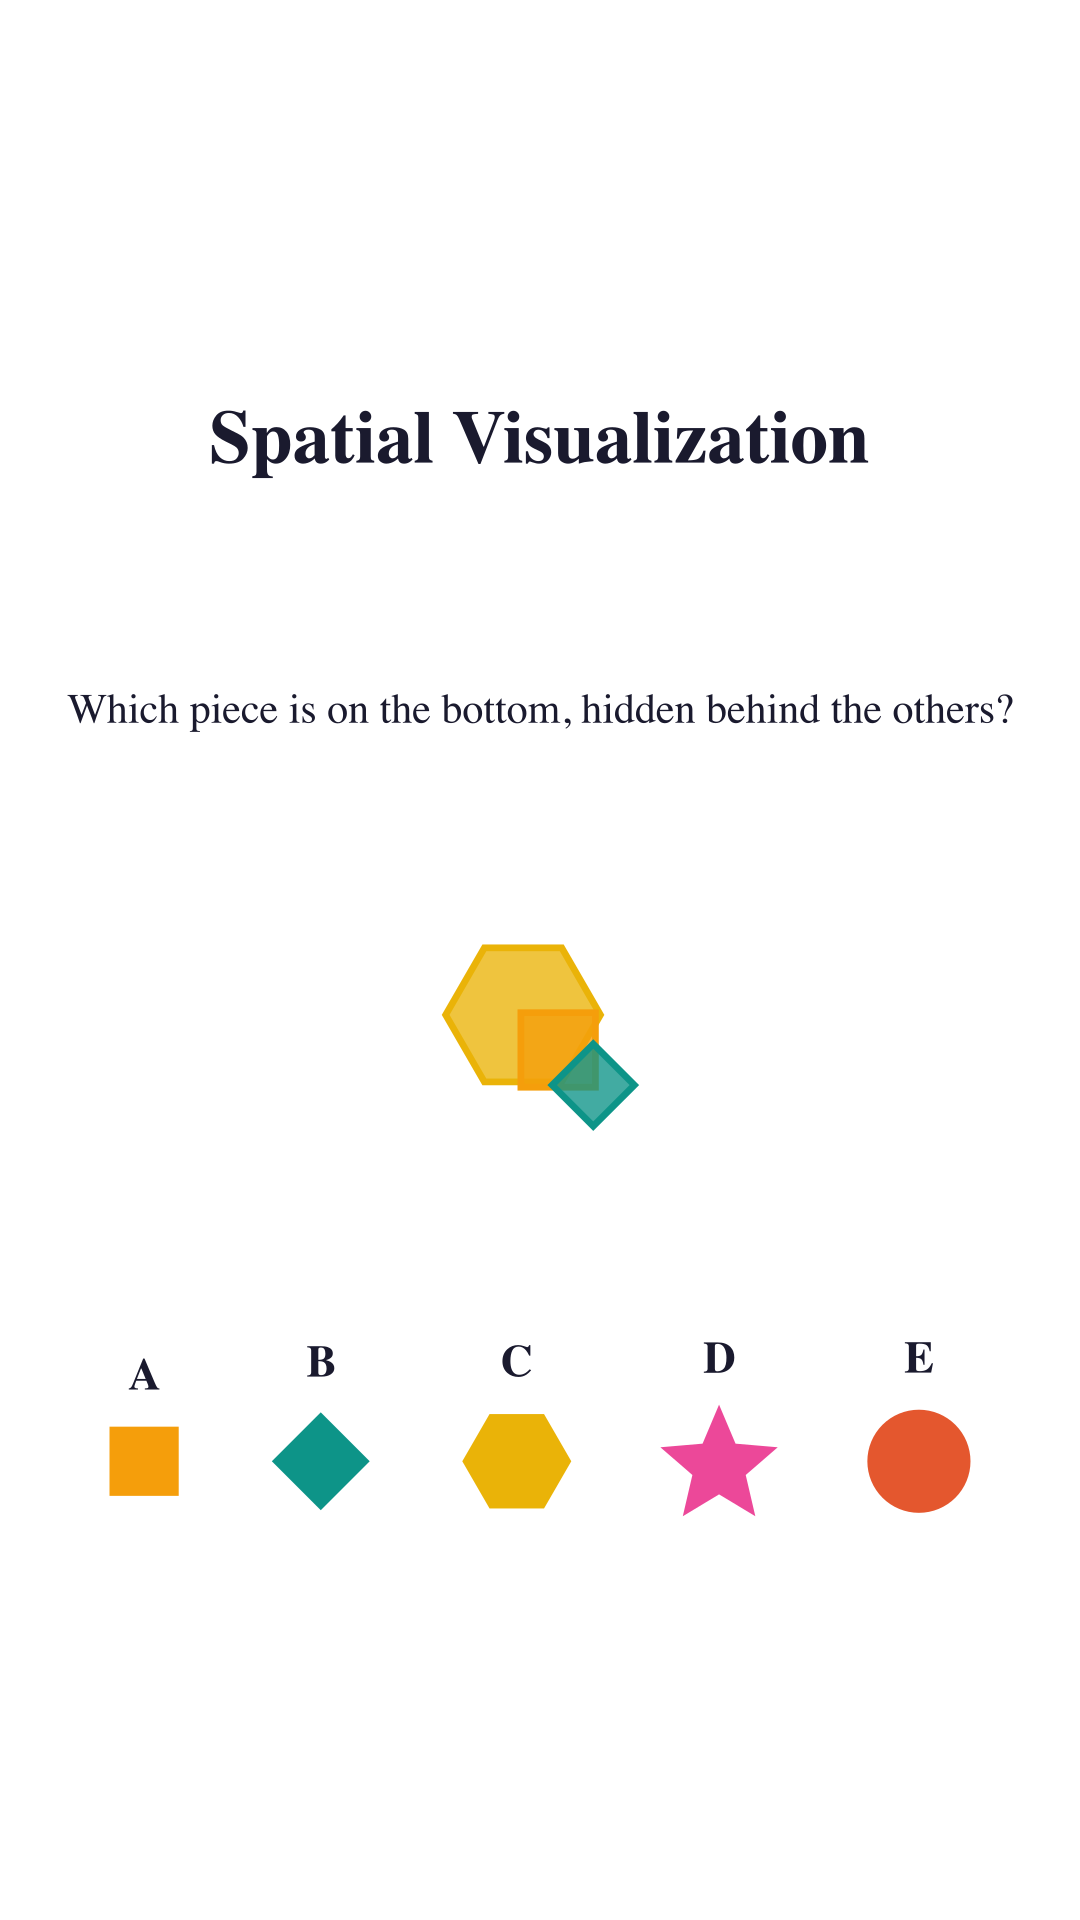 Spatial Visualization
Which piece is on the bottom, hidden behind the others?
A B C D E